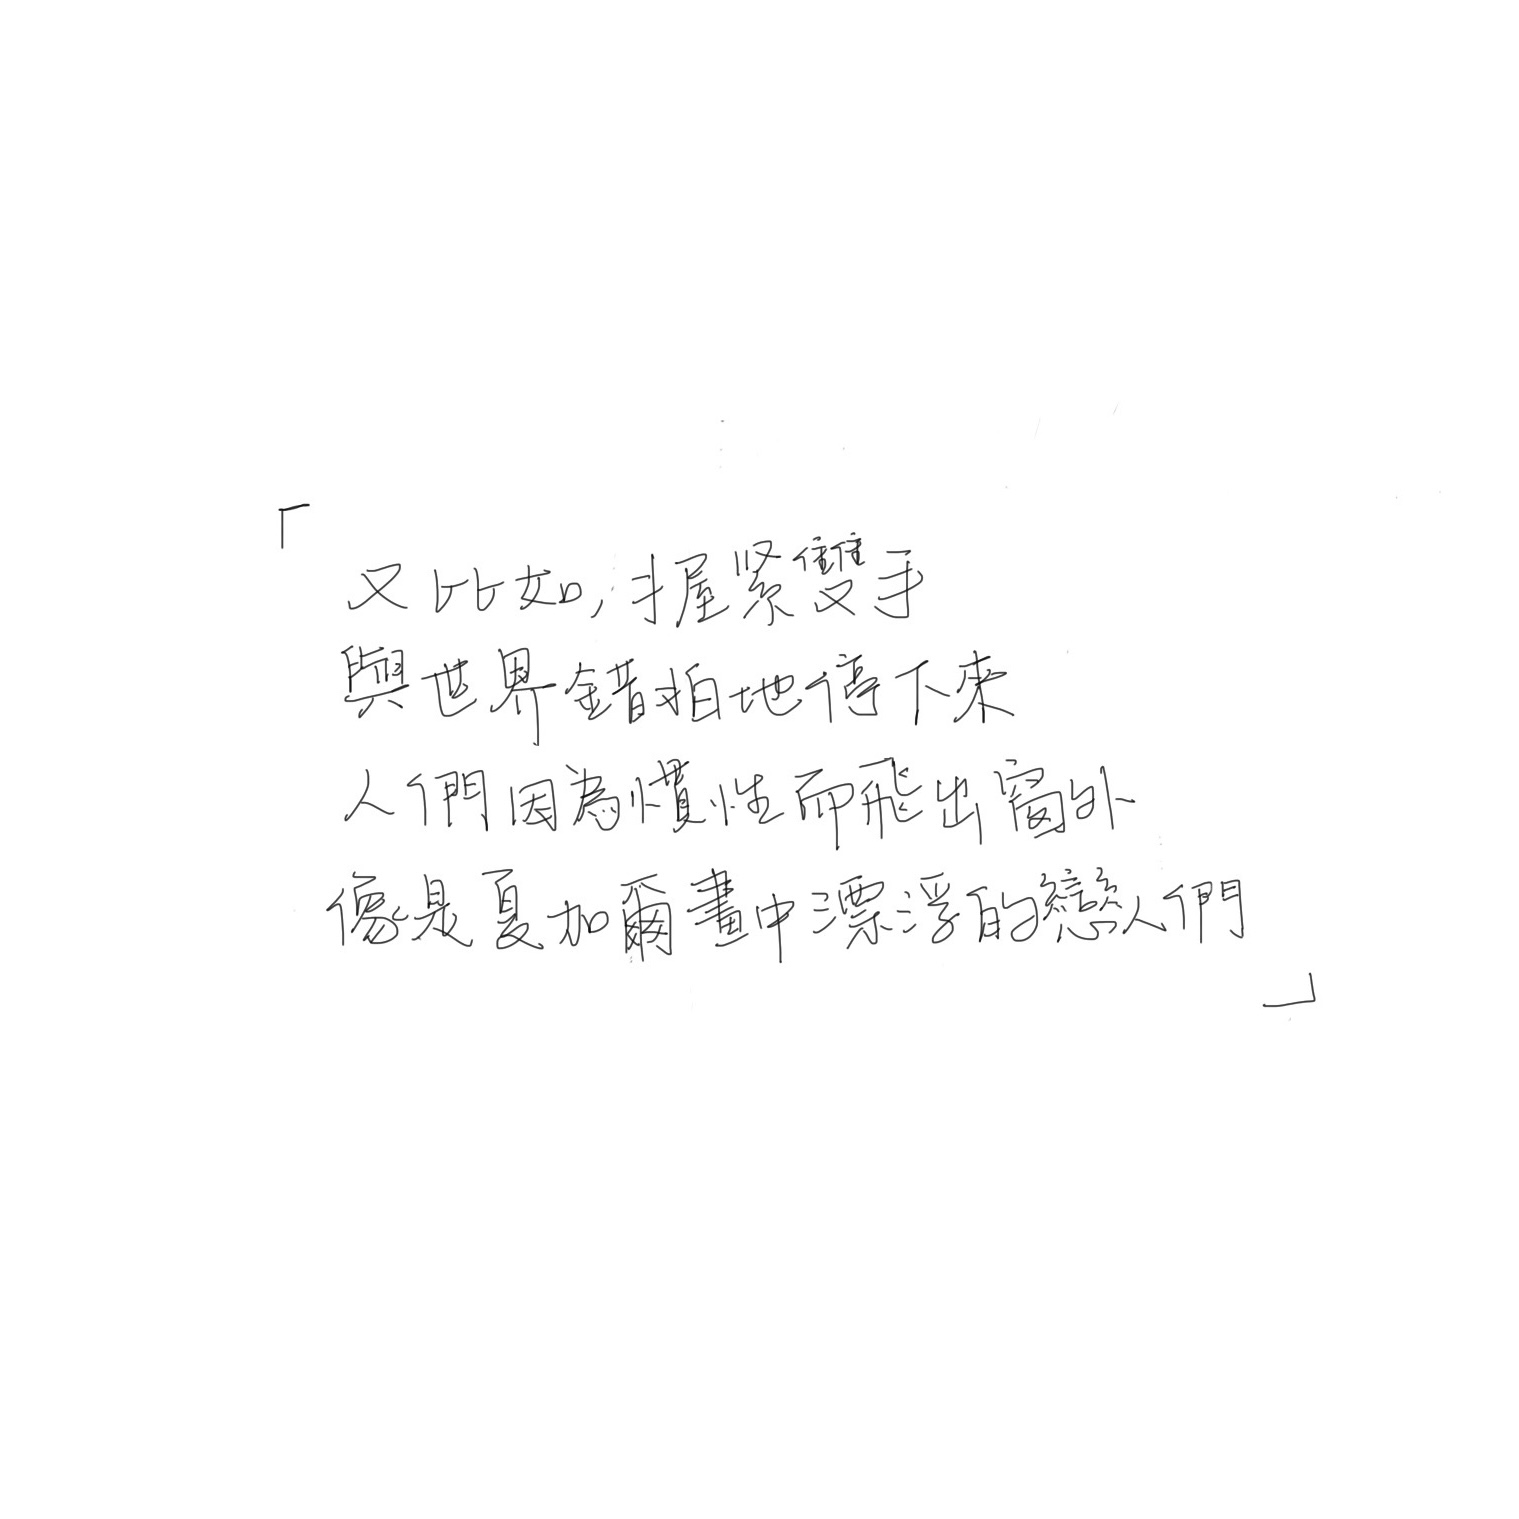 「
又比如,握緊雙手
與世界錯拍地停下來
人們因為慣性而飛出窗外
像是夏加爾畫中漂浮的戀人們
」